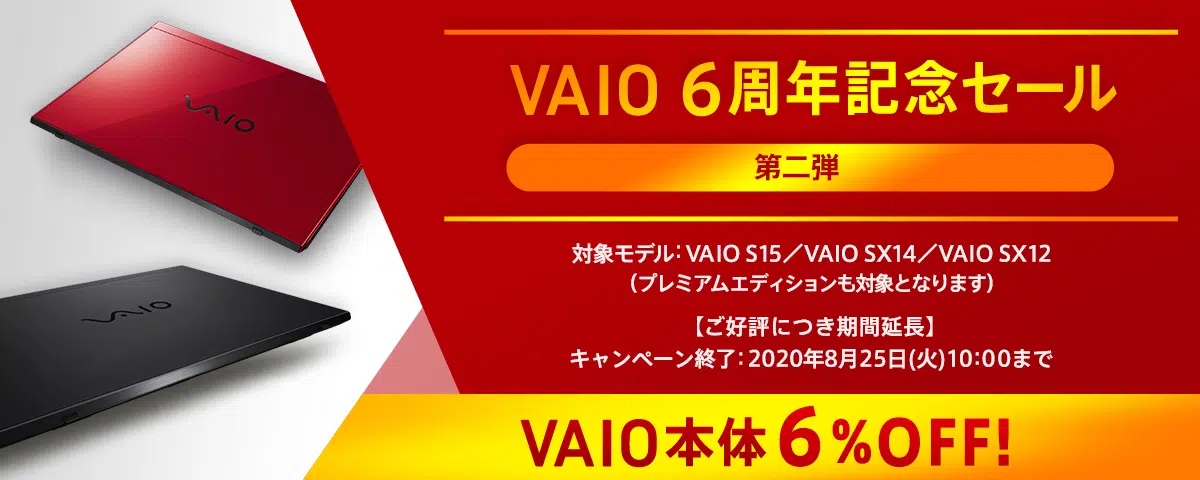 VAIO
VAIO
VAIO 6周年記念セール
第二弾
対象モデル：VAIO S15／VAIO SX14／VAIO SX12
（プレミアムエディションも対象となります）
【ご好評につき期間延長】
キャンペーン終了：2020年8月25日(火)10:00まで
VAIO本体6%OFF!